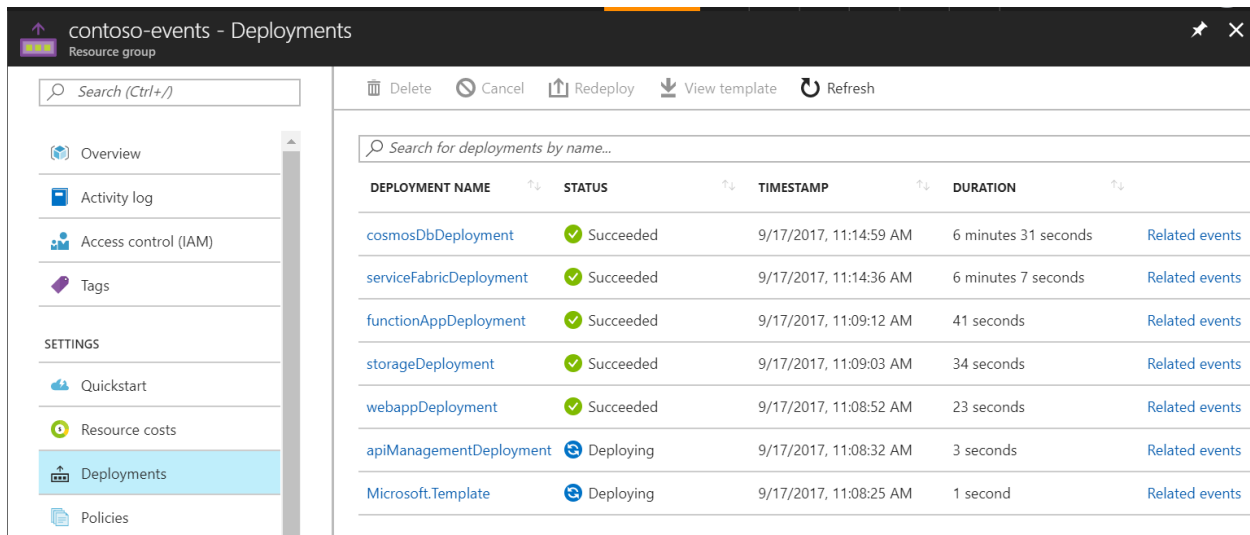 contoso-events - Deployments
Resource group
Search (Ctrl+/)
Overview
Activity log
Access control (IAM)
Tags
SETTINGS
Quickstart
Resource costs
Deployments
Policies
Delete Cancel Redeploy View template Refresh
Search for deployments by name...
DEPLOYMENT NAME STATUS TIMESTAMP DURATION
cosmosDbDeployment Succeeded 9/17/2017, 11:14:59 AM 6 minutes 31 seconds Related events
serviceFabricDeployment Succeeded 9/17/2017, 11:14:36 AM 6 minutes 7 seconds Related events
functionAppDeployment Succeeded 9/17/2017, 11:09:12 AM 41 seconds Related events
storageDeployment Succeeded 9/17/2017, 11:09:03 AM 34 seconds Related events
webappDeployment Succeeded 9/17/2017, 11:08:52 AM 23 seconds Related events
apiManagementDeployment Deploying 9/17/2017, 11:08:32 AM 3 seconds Related events
Microsoft.Template Deploying 9/17/2017, 11:08:25 AM 1 second Related events